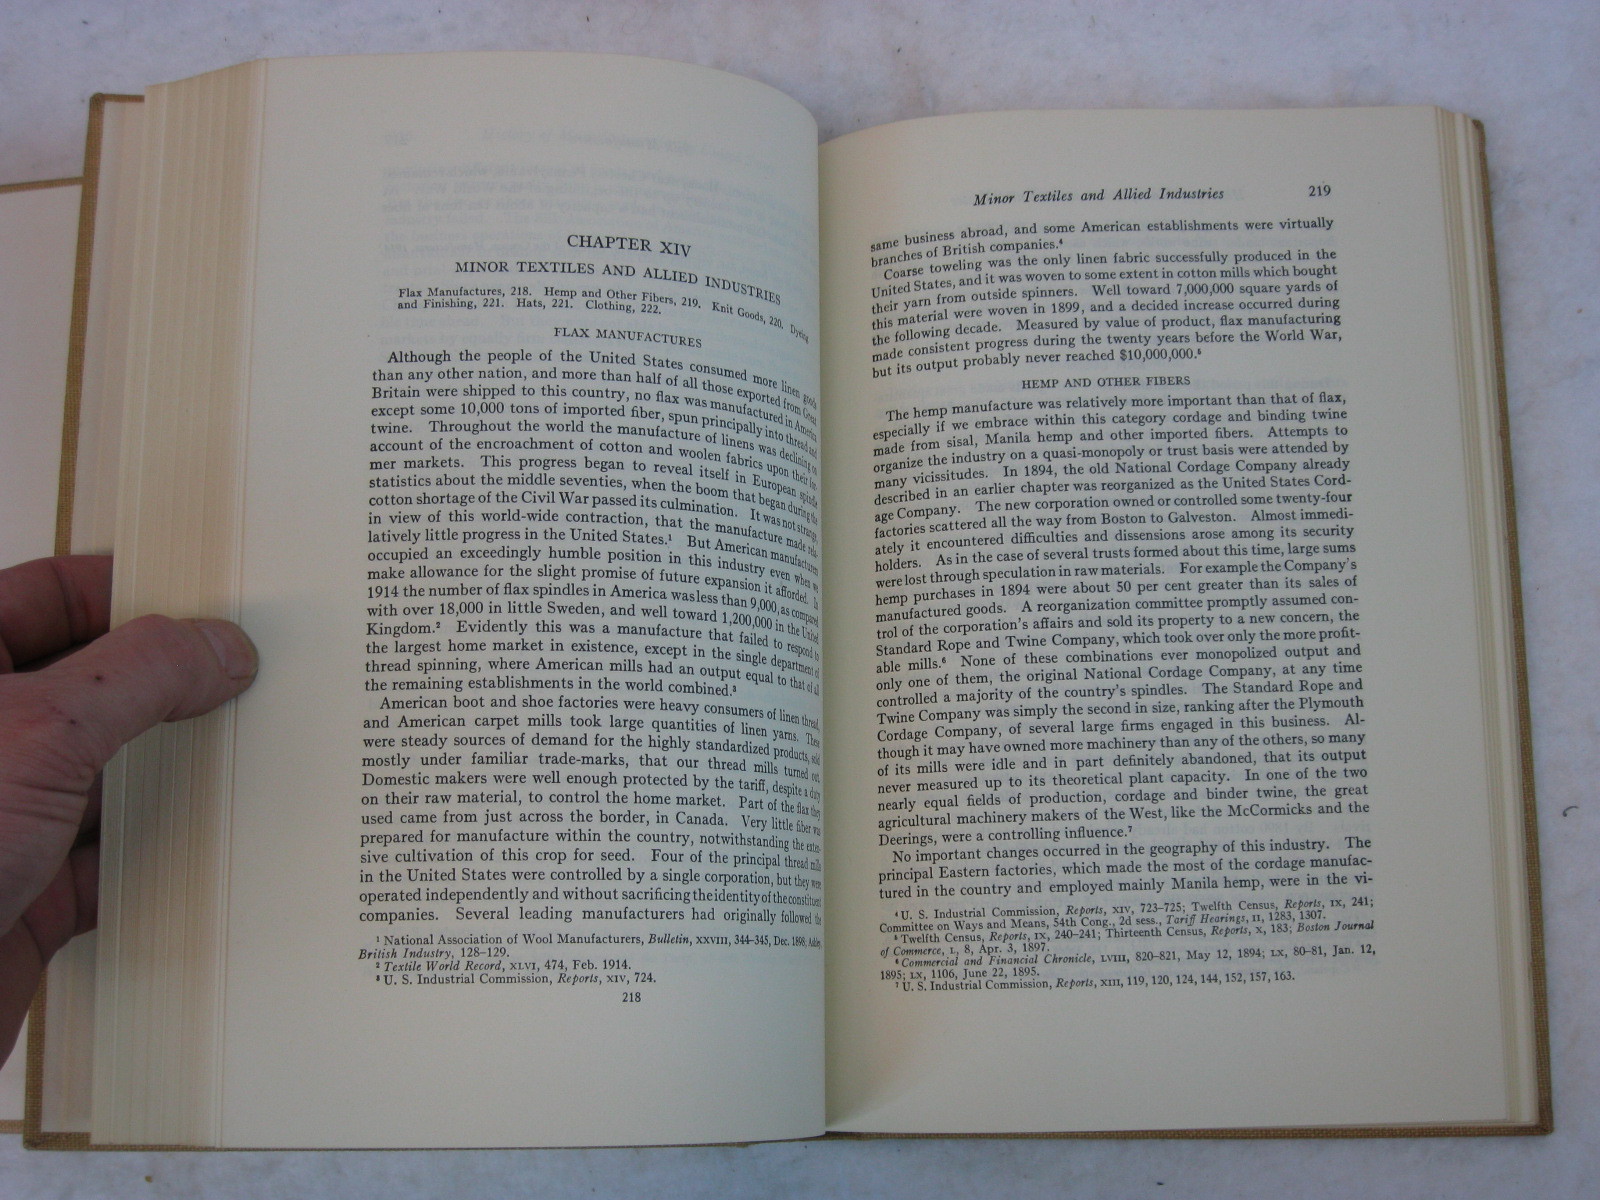 CHAPTER XIV
MINOR TEXTILES AND ALLIED INDUSTRIES
Flax Manufactures, 218. Hemp and Other Fibers, 219. Knit Goods, 220. Dyeing
and Finishing, 221. Hats, 221. Clothing, 222.
FLAX MANUFACTURES
Although the people of the United States consumed more linen goods
than any other nation, and more than half of all those exported from Great
Britain were shipped to this country, no flax was manufactured in America
except some 10,000 tons of imported fiber, spun principally into thread and
twine. Throughout the world the manufacture of linens was declining on
account of the encroachment of cotton and woolen fabrics upon their for-
mer markets. This progress began to reveal itself in European spindle
statistics about the middle seventies, when the boom that began during the
cotton shortage of the Civil War passed its culmination. It was not strange,
in view of this world-wide contraction, that the manufacture made rela-
latively little progress in the United States.¹ But American manufacturers
occupied an exceedingly humble position in this industry even when we
make allowance for the slight promise of future expansion it afforded. In
1914 the number of flax spindles in America was less than 9,000, as compared
with over 18,000 in little Sweden, and well toward 1,200,000 in the United
Kingdom.² Evidently this was a manufacture that failed to respond to
the largest home market in existence, except in the single department of
thread spinning, where American mills had an output equal to that of all
the remaining establishments in the world combined.³
American boot and shoe factories were heavy consumers of linen thread,
and American carpet mills took large quantities of linen yarns. These
were steady sources of demand for the highly standardized products, sold
mostly under familiar trade-marks, that our thread mills turned out.
Domestic makers were well enough protected by the tariff, despite a duty
on their raw material, to control the home market. Part of the flax they
used came from just across the border, in Canada. Very little fiber was
prepared for manufacture within the country, notwithstanding the exten-
sive cultivation of this crop for seed. Four of the principal thread mills
in the United States were controlled by a single corporation, but they were
operated independently and without sacrificing the identity of the constituent
companies. Several leading manufacturers had originally followed the
¹ National Association of Wool Manufacturers, Bulletin, XXVIII, 344-345, Dec. 1898,
British Industry, 128-129.
² Textile World Record, XLVI, 474, Feb. 1914.
³ U. S. Industrial Commission, Reports, XIV, 724.
218
Minor Textiles and Allied Industries 219
same business abroad, and some American establishments were virtually
branches of British companies.⁴
Coarse toweling was the only linen fabric successfully produced in the
United States, and it was woven to some extent in cotton mills which bought
their yarn from outside spinners. Well toward 7,000,000 square yards of
this material were woven in 1899, and a decided increase occurred during
the following decade. Measured by value of product, flax manufacturing
made consistent progress during the twenty years before the World War,
but its output probably never reached $10,000,000.⁵
HEMP AND OTHER FIBERS
The hemp manufacture was relatively more important than that of flax,
especially if we embrace within this category cordage and binding twine
made from sisal, Manila hemp and other imported fibers. Attempts to
organize the industry on a quasi-monopoly or trust basis were attended by
many vicissitudes. In 1894, the old National Cordage Company already
described in an earlier chapter was reorganized as the United States Cord-
age Company. The new corporation owned or controlled some twenty-four
factories scattered all the way from Boston to Galveston. Almost immedi-
ately it encountered difficulties and dissensions arose among its security
holders. As in the case of several trusts formed about this time, large sums
were lost through speculation in raw materials. For example the Company's
hemp purchases in 1894 were about 50 per cent greater than its sales of
manufactured goods. A reorganization committee promptly assumed con-
trol of the corporation's affairs and sold its property to a new concern, the
Standard Rope and Twine Company, which took over only the more profit-
able mills.⁶ None of these combinations ever monopolized output and
only one of them, the original National Cordage Company, at any time
controlled a majority of the country's spindles. The Standard Rope and
Twine Company was simply the second in size, ranking after the Plymouth
Cordage Company, of several large firms engaged in this business. Al-
though it may have owned more machinery than any of the others, so many
of its mills were idle and in part definitely abandoned, that its output
never measured up to its theoretical plant capacity. In one of the two
nearly equal fields of production, cordage and binder twine, the great
agricultural machinery makers of the West, like the McCormicks and the
Deerings, were a controlling influence.⁷
No important changes occurred in the geography of this industry. The
principal Eastern factories, which made the most of the cordage manufac-
tured in the country and employed mainly Manila hemp, were in the vi-
⁴ U. S. Industrial Commission, Reports, XIV, 723-725; Twelfth Census, Reports, IX, 241;
Committee on Ways and Means, 54th Cong., 2d sess., Tariff Hearings, II, 1283, 1307.
⁵ Twelfth Census, Reports, IX, 240-241; Thirteenth Census, Reports, X, 183; Boston Journal
of Commerce, L, 8, Apr. 3, 1897.
⁶ Commercial and Financial Chronicle, LVIII, 820-821, May 12, 1894; LX, 80-81, Jan. 12,
1895; LX, 1106, June 22, 1895.
⁷ U. S. Industrial Commission, Reports, XIII, 119, 120, 124, 144, 152, 157, 163.